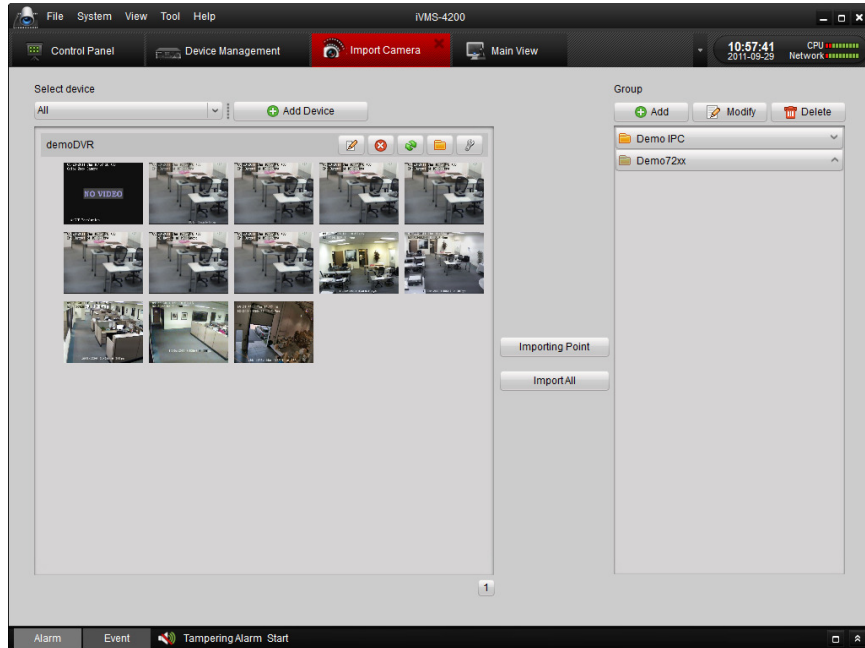 File System View Tool Help iVMS-4200
Control Panel Device Management Import Camera Main View 10:57:41 CPU
2011-09-29 Network
Select device Group
All Add Device Add Modify Delete
demoDVR Demo IPC
Demo72xx
NO VIDEO
Importing Point
Import All
1
Alarm Event Tampering Alarm Start